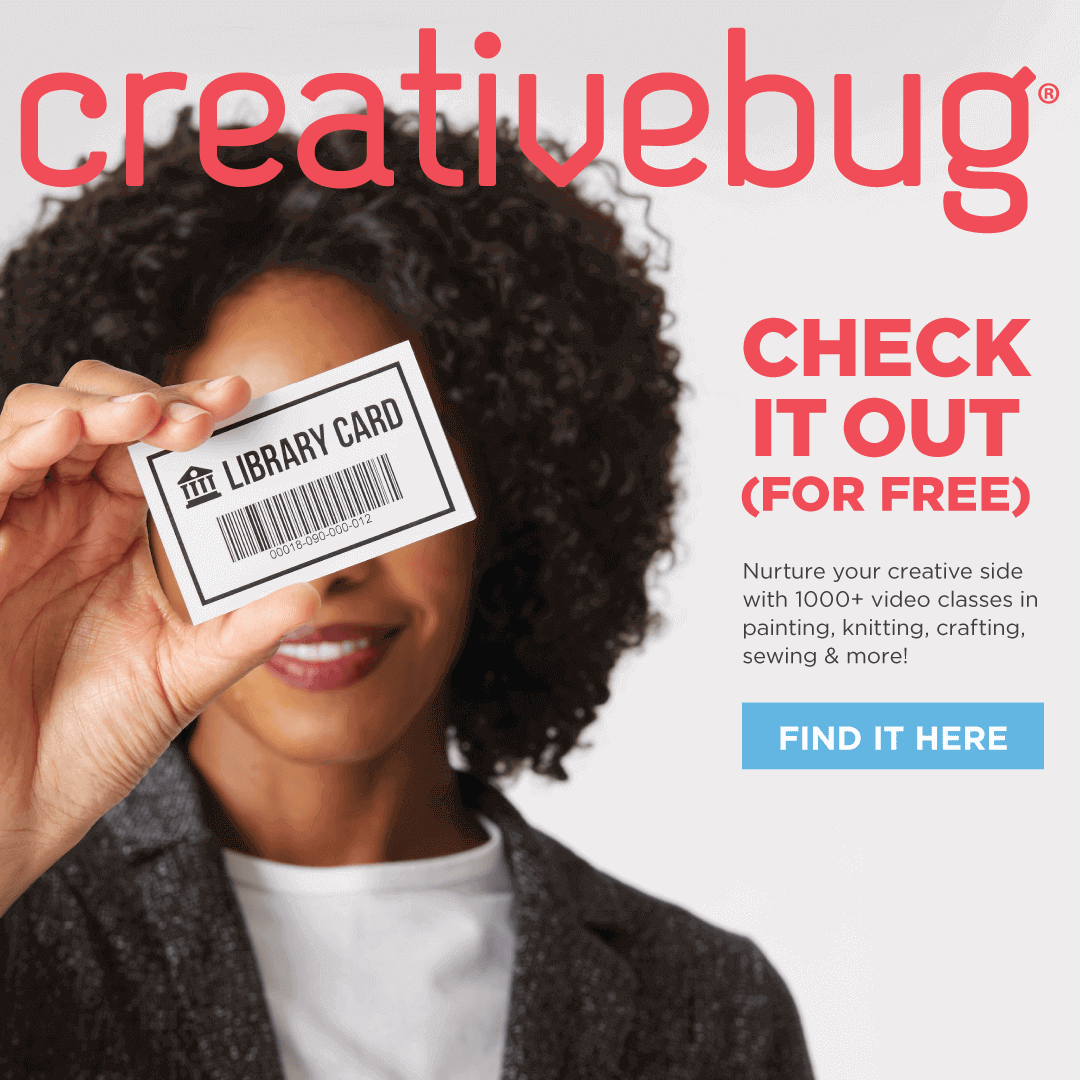 creativebug®
CHECK
IT OUT
(FOR FREE)
LIBRARY CARD
00018-090-000-012
Nurture your creative side
with 1000+ video classes in
painting, knitting, crafting,
sewing & more!
FIND IT HERE